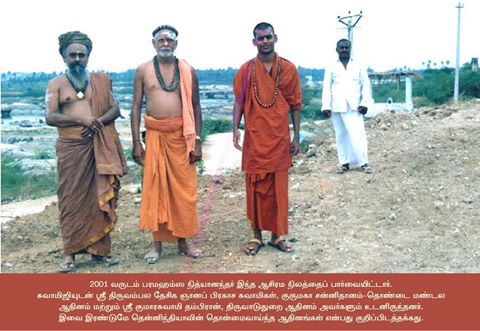 2001 வருடம் பரமஹம்ஸ நித்யானந்தர் இந்த ஆசிரம நிலத்தைப் பார்வையிட்டார்.
சுவாமிஜியுடன் ஸ்ரீ திருவம்பல தேசிக ஞானப் பிரகாச சுவாமிகள், குருமகா சன்னிதானம்-தொண்டை மண்டல
ஆதினம் மற்றும் ஸ்ரீ குமாரசுவாமி தம்பிரான், திருவாடுதுறை ஆதினம் அவர்களும் உடனிருந்தனர்.
இவை இரண்டுமே தென்னிந்தியாவின் தொன்மைவாய்ந்த ஆதினங்கள் என்பது குறிப்பிடத்தக்கது.